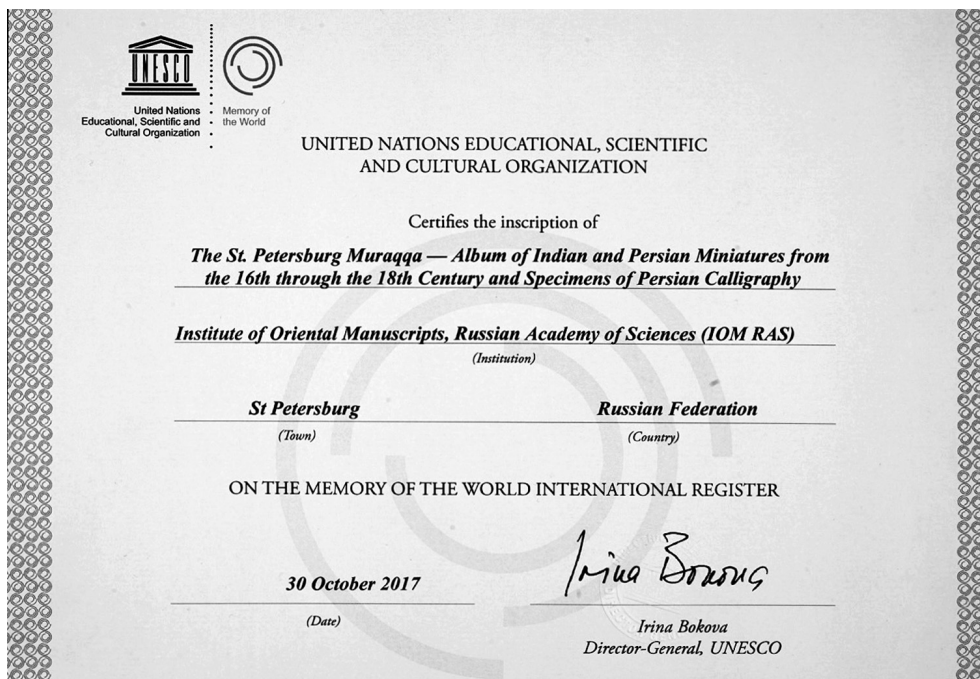 UNESCO
United Nations
Educational, Scientific and
Cultural Organization
Memory of
the World
UNITED NATIONS EDUCATIONAL, SCIENTIFIC
AND CULTURAL ORGANIZATION
Certifies the inscription of
The St. Petersburg Muraqqa — Album of Indian and Persian Miniatures from
the 16th through the 18th Century and Specimens of Persian Calligraphy
Institute of Oriental Manuscripts, Russian Academy of Sciences (IOM RAS)
(Institution)
St Petersburg Russian Federation
(Town) (Country)
ON THE MEMORY OF THE WORLD INTERNATIONAL REGISTER
Irina Bokova
30 October 2017
(Date)
Irina Bokova
Director-General, UNESCO